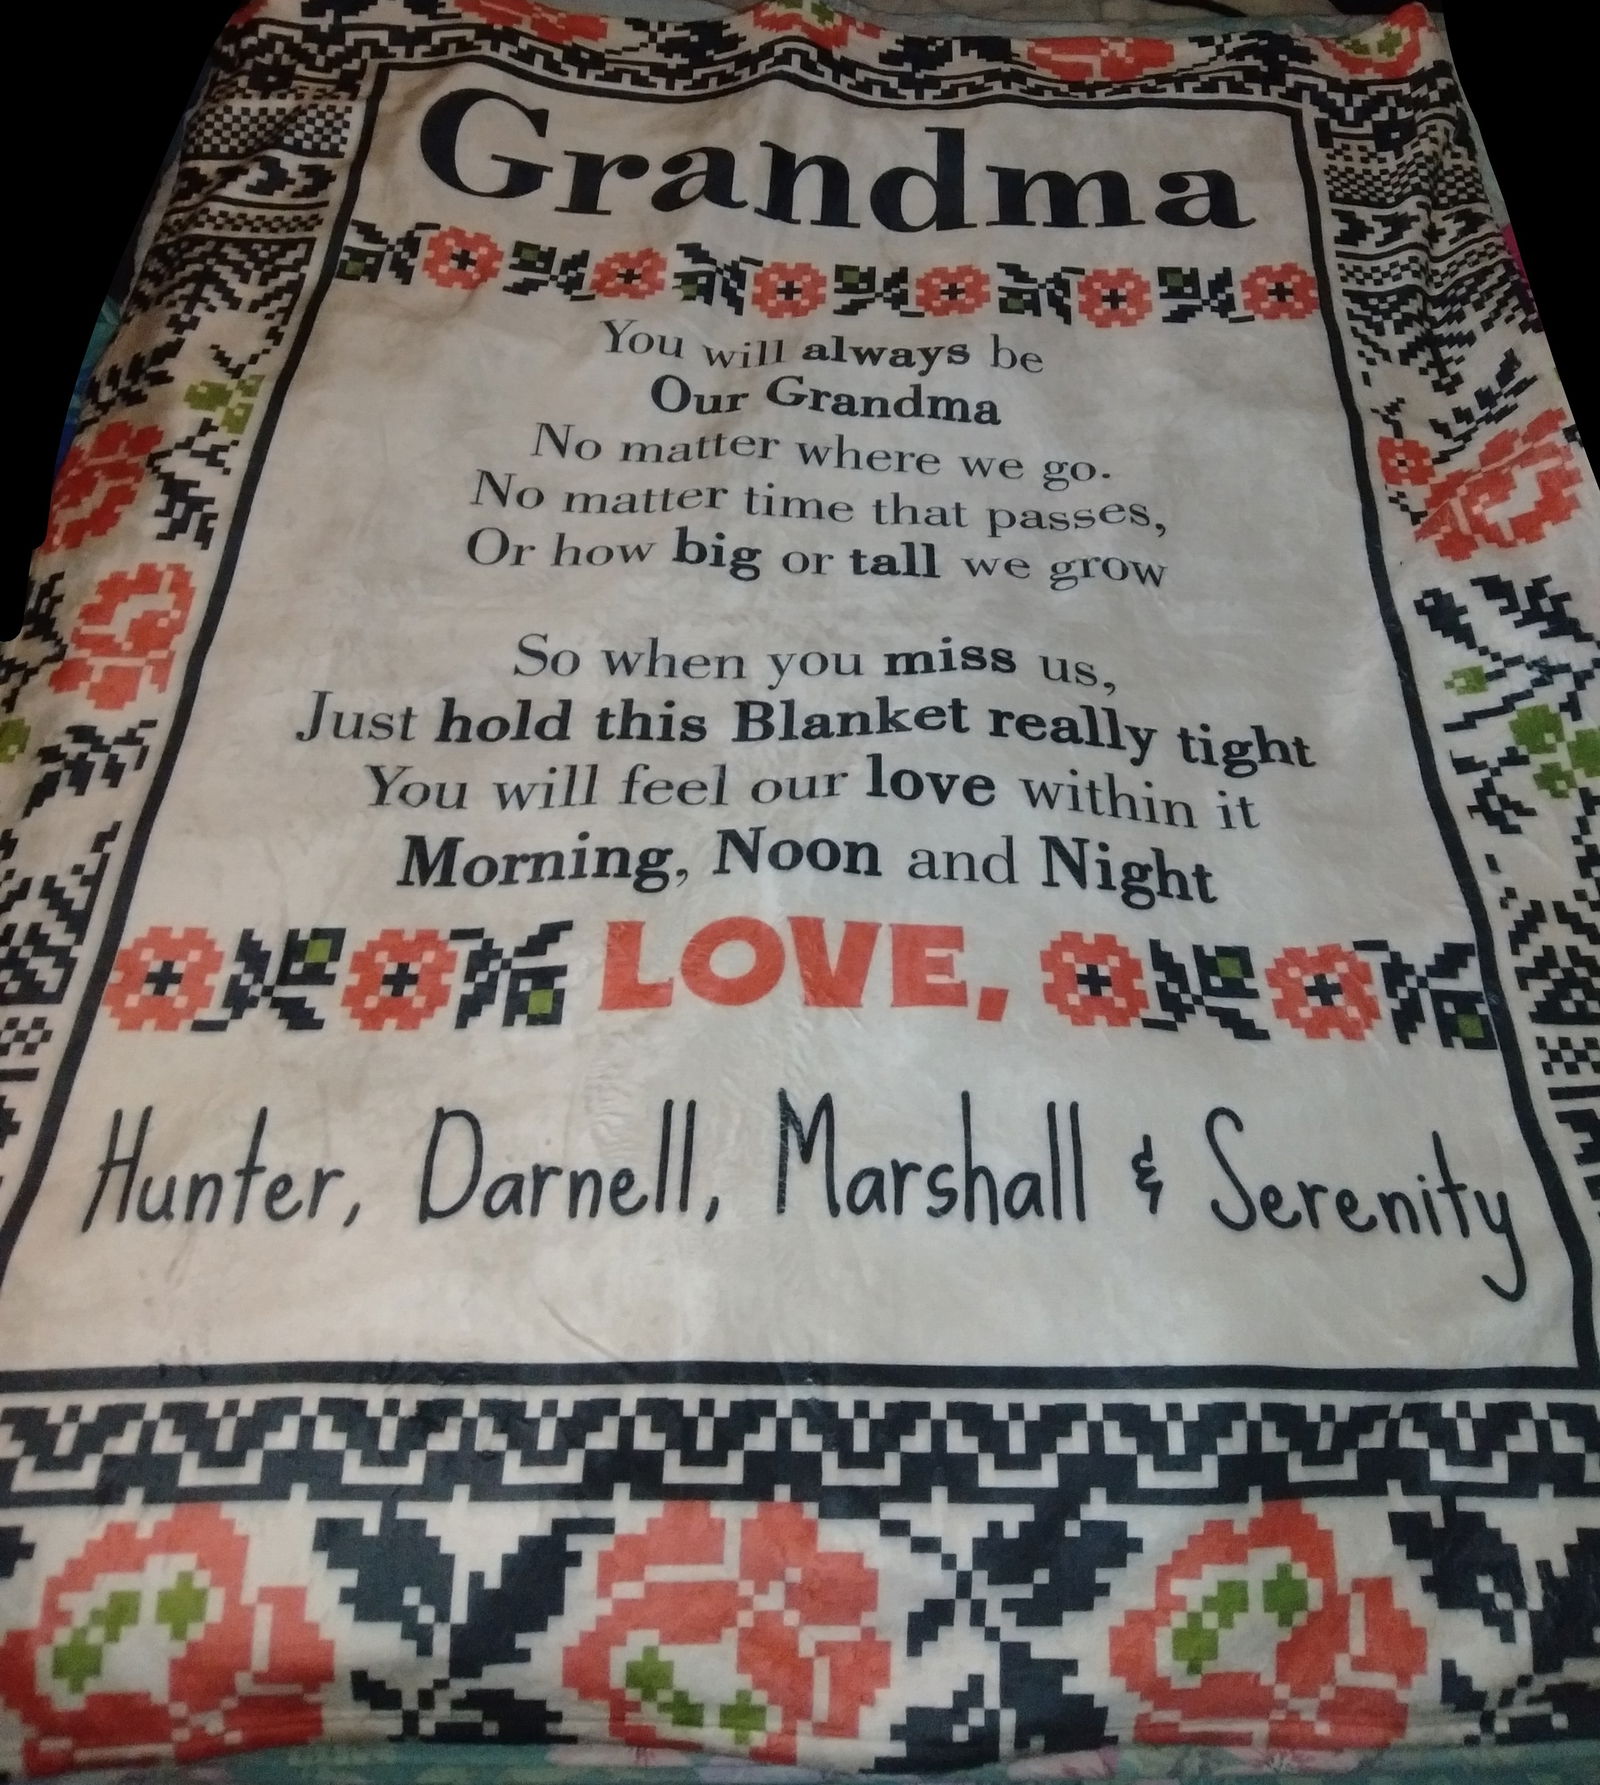 Grandma
You will always be
Our Grandma
No matter where we go.
No matter time that passes,
Or how big or tall we grow
So when you miss us,
Just hold this Blanket really tight
You will feel our love within it
Morning, Noon and Night
LOVE,
Hunter, Darnell, Marshall & Serenity